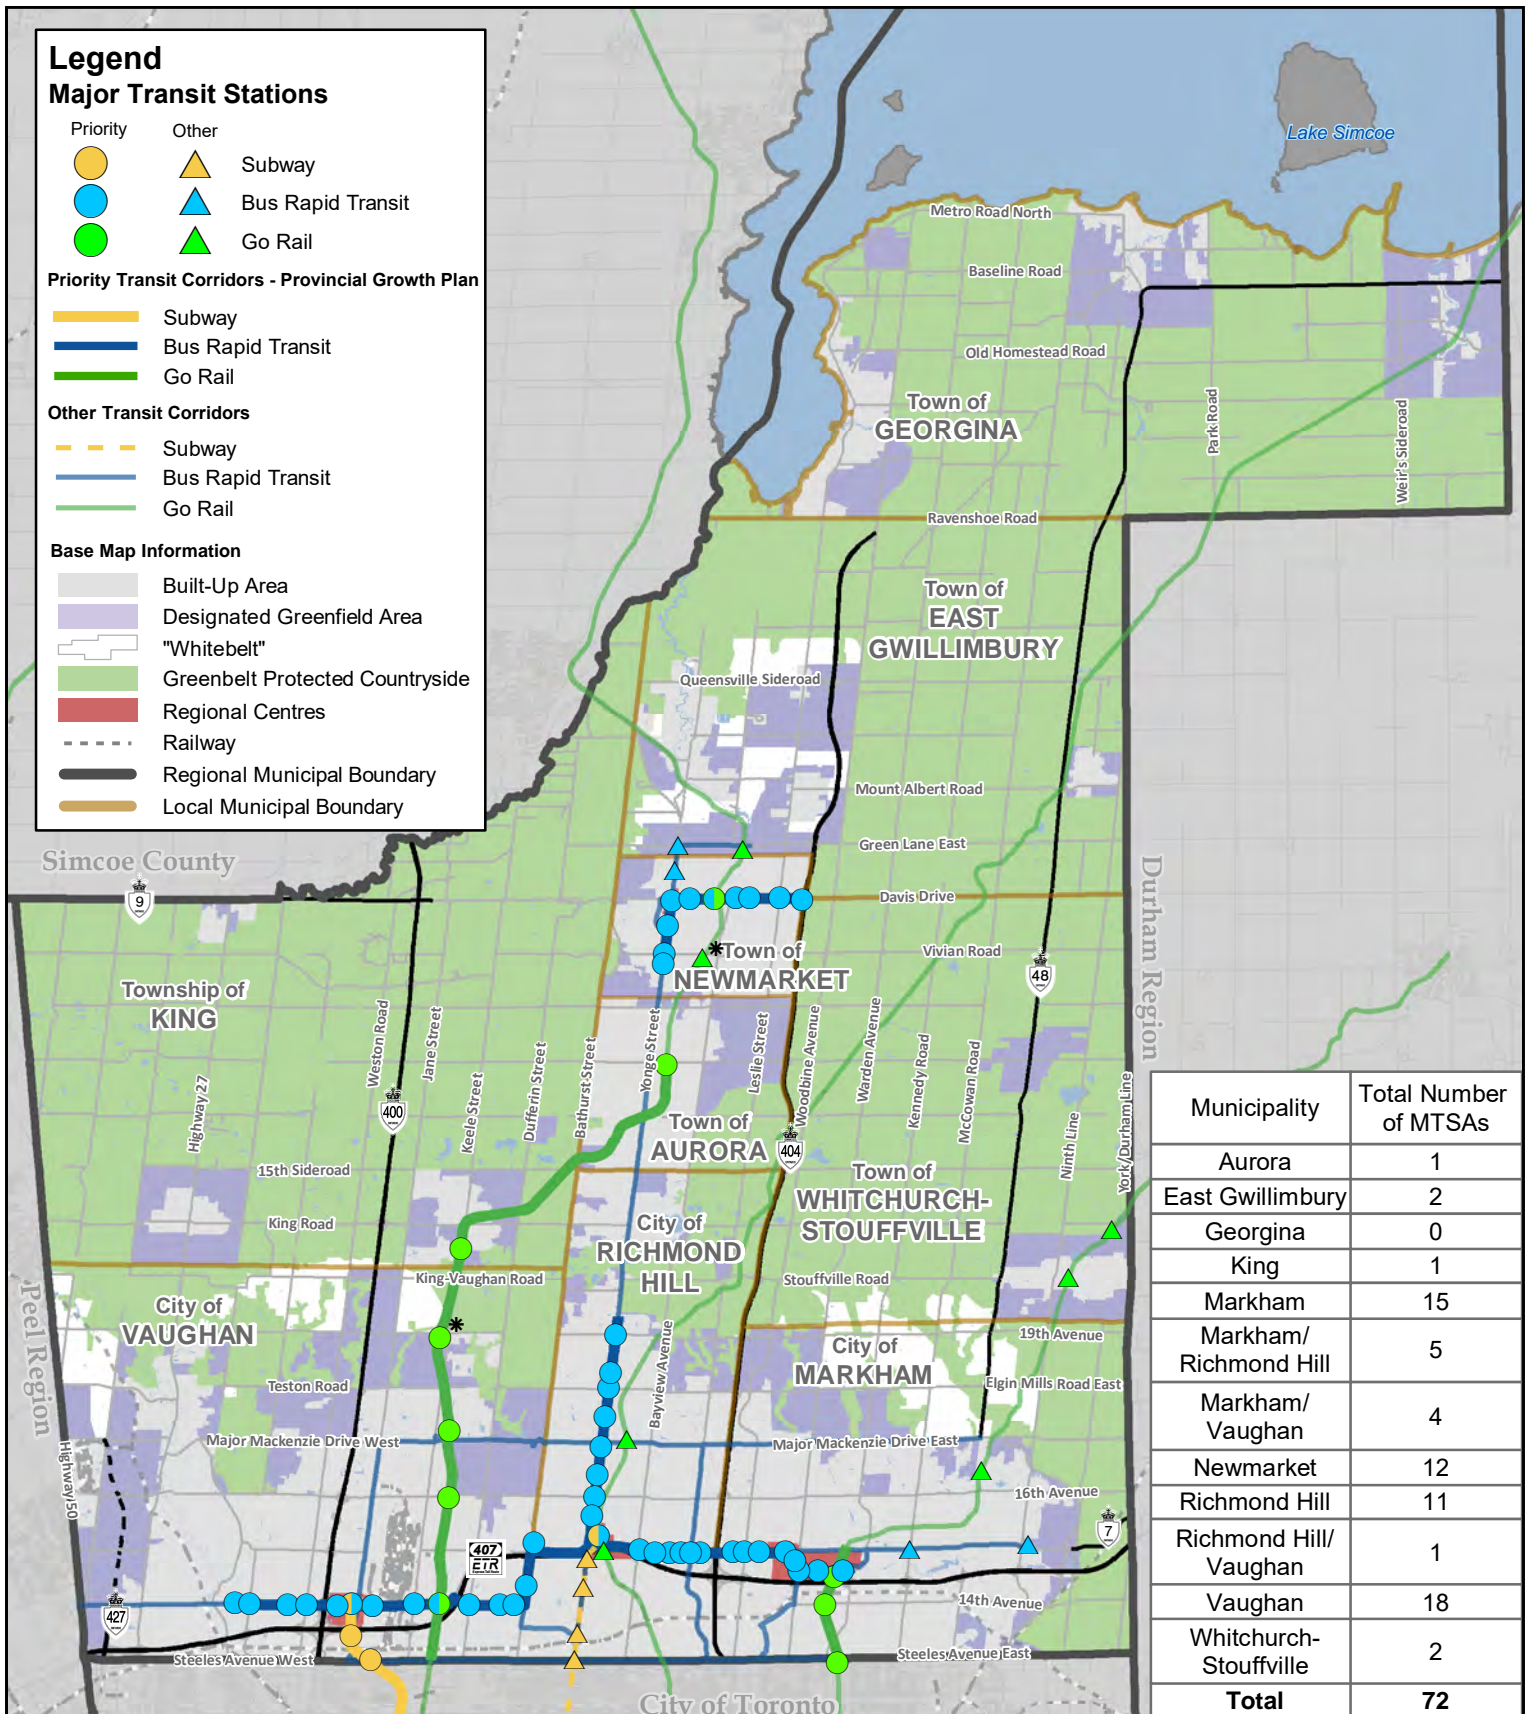 Legend
Major Transit Stations
Priority
Other
Subway
Bus Rapid Transit
Go Rail
Priority Transit Corridors - Provincial Growth Plan
Subway
Bus Rapid Transit
Go Rail
Other Transit Corridors
Subway
Bus Rapid Transit
Go Rail
Base Map Information
Built-Up Area
Designated Greenfield Area
"Whitebelt"
Greenbelt Protected Countryside
Regional Centres
Railway
Regional Municipal Boundary
Local Municipal Boundary
Lake Simcoe
Metro Road North
Baseline Road
Old Homestead Road
Town of
GEORGINA
Park Road
Weir's Sideroad
Ravenshoe Road
Town of
EAST
GWILLIMBURY
Queensville Sideroad
Mount Albert Road
Green Lane East
Simcoe County
9
Davis Drive
Durham Region
Vivian Road
*Town of
NEWMARKET
48
Township of
KING
Weston Road
Jane Street
Highway 27
400
Keele Street
Dufferin Street
Bathurst Street
Yonge Street
Leslie Street
Woodbine Avenue
Warden Avenue
Kennedy Road
McCowan Road
Ninth Line
York/Durham Line
Town of
AURORA
404
15th Sideroad
King Road
Town of
WHITCHURCH-
STOUFFVILLE
City of
RICHMOND
HILL
King-Vaughan Road
Stouffville Road
Peel Region
City of
VAUGHAN
*
19th Avenue
City of
MARKHAM
Teston Road
Bayview Avenue
Elgin Mills Road East
Major Mackenzie Drive West
Major Mackenzie Drive East
Highway 50
16th Avenue
7
407
ETR
14th Avenue
427
Steeles Avenue West
Steeles Avenue East
City of Toronto
Municipality Total Number
of MTSAs
Aurora 1
East Gwillimbury 2
Georgina 0
King 1
Markham 15
Markham/
Richmond Hill 5
Markham/
Vaughan 4
Newmarket 12
Richmond Hill 11
Richmond Hill/
Vaughan 1
Vaughan 18
Whitchurch-
Stouffville 2
Total 72